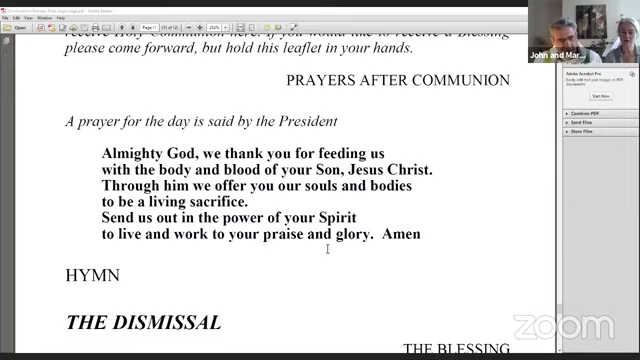 File Edit View Window Help
Open
receive Holy Communion here. If you would like to receive a Blessing
please come forward, but hold this leaflet in your hands.
PRAYERS AFTER COMMUNION
A prayer for the day is said by the President
Almighty God, we thank you for feeding us
with the body and blood of your Son, Jesus Christ.
Through him we offer you our souls and bodies
to be a living sacrifice.
Send us out in the power of your Spirit
to live and work to your praise and glory. Amen
HYMN
THE DISMISSAL
THE BLESSING
John and Mar...
Adobe Acrobat Pro
Start Now
Combine PDF
Send Files
Store Files
zoom